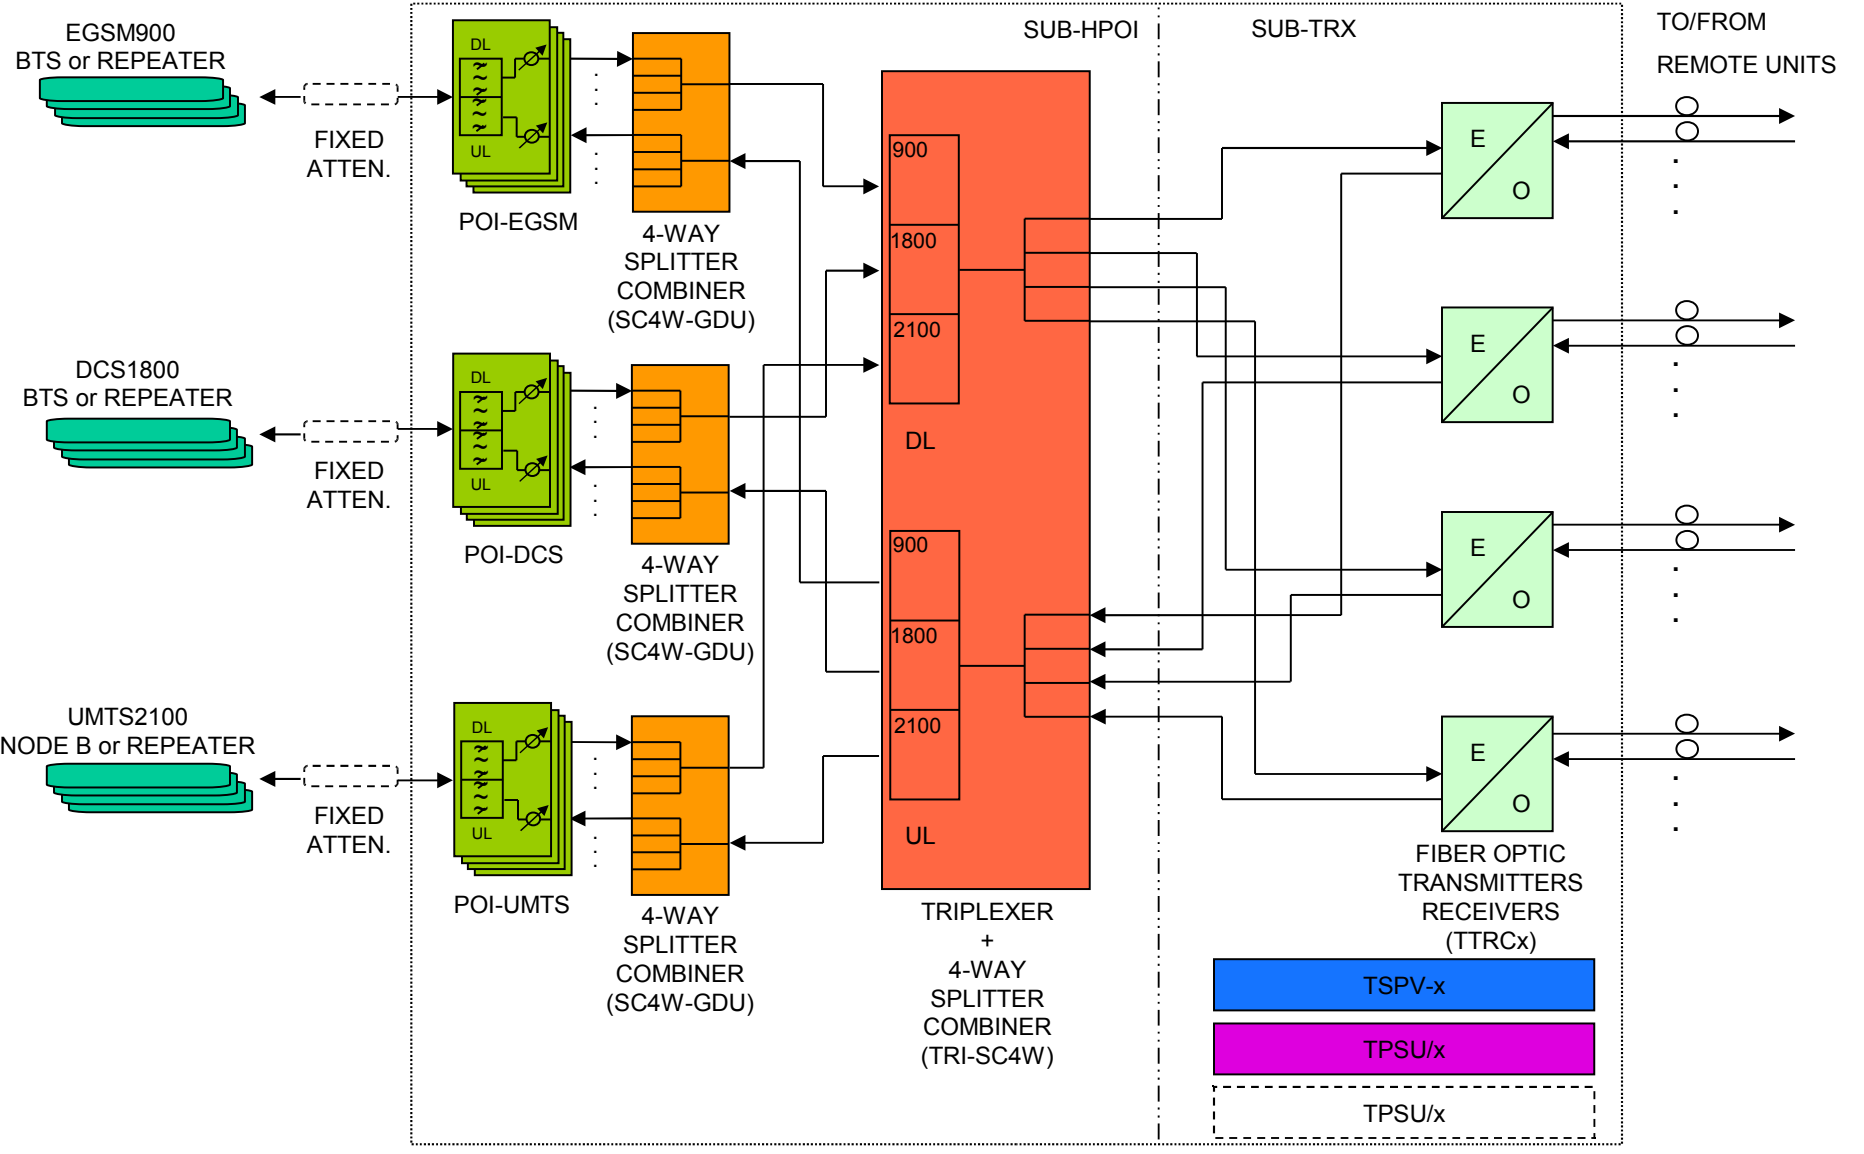 EGSM900
BTS or REPEATER
FIXED
ATTEN.
DL
UL
POI-EGSM
4-WAY
SPLITTER
COMBINER
(SC4W-GDU)
DCS1800
BTS or REPEATER
FIXED
ATTEN.
DL
UL
POI-DCS
4-WAY
SPLITTER
COMBINER
(SC4W-GDU)
UMTS2100
NODE B or REPEATER
FIXED
ATTEN.
DL
UL
POI-UMTS
4-WAY
SPLITTER
COMBINER
(SC4W-GDU)
SUB-HPOI
900
1800
2100
DL
900
1800
2100
UL
TRIPLEXER
+
4-WAY
SPLITTER
COMBINER
(TRI-SC4W)
SUB-TRX
E
O
E
O
E
O
E
O
FIBER OPTIC
TRANSMITTERS
RECEIVERS
(TTRCx)
TSPV-x
TPSU/x
TPSU/x
TO/FROM
REMOTE UNITS